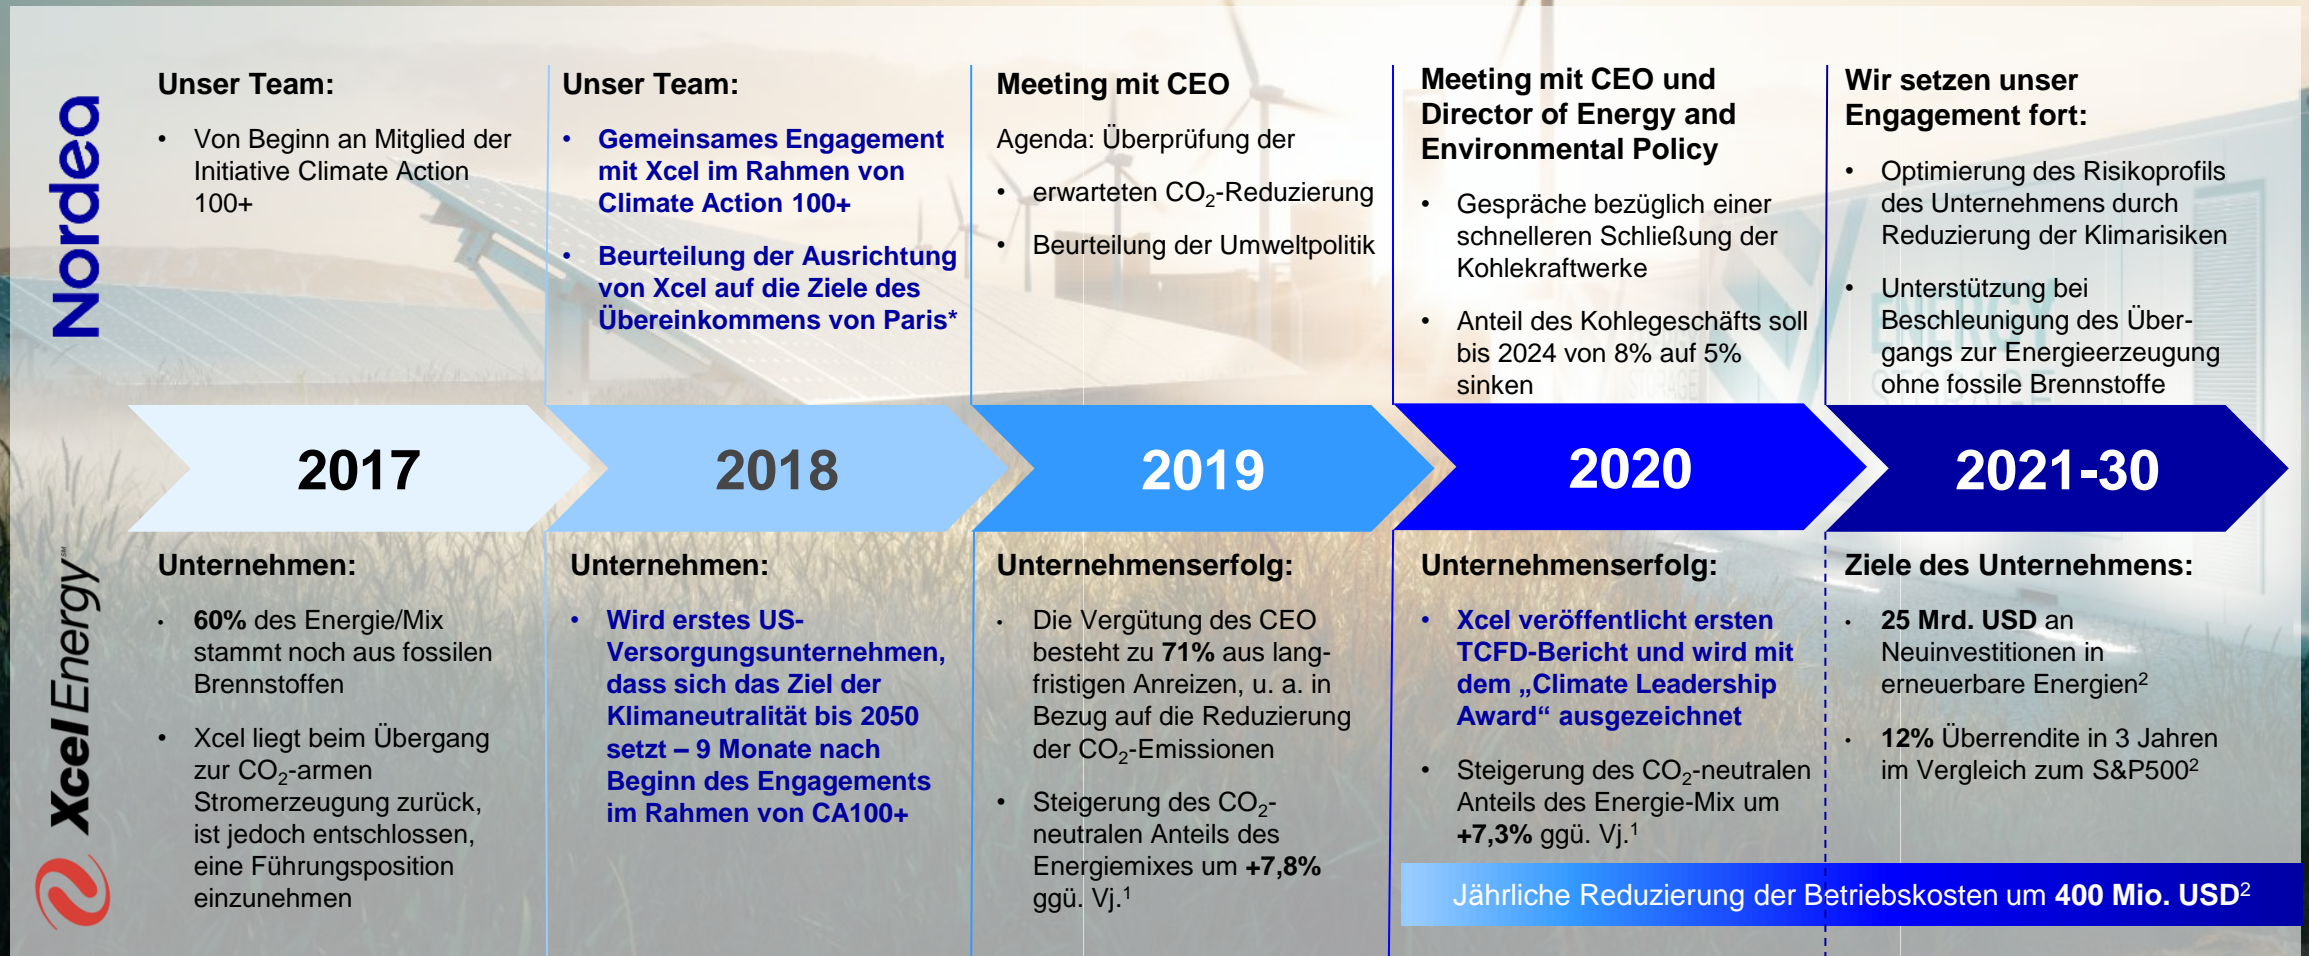 Nordea
Unser Team:
• Von Beginn an Mitglied der
Initiative Climate Action
100+
Unser Team:
• Gemeinsames Engagement
mit Xcel im Rahmen von
Climate Action 100+
• Beurteilung der Ausrichtung
von Xcel auf die Ziele des
Übereinkommens von Paris*
Meeting mit CEO
Agenda: Überprüfung der
• erwarteten CO₂-Reduzierung
• Beurteilung der Umweltpolitik
Meeting mit CEO und
Director of Energy and
Environmental Policy
• Gespräche bezüglich einer
schnelleren Schließung der
Kohlekraftwerke
• Anteil des Kohlegeschäfts soll
bis 2024 von 8% auf 5%
sinken
Wir setzen unser
Engagement fort:
• Optimierung des Risikoprofils
des Unternehmens durch
Reduzierung der Klimarisiken
• Unterstützung bei
Beschleunigung des Über-
gangs zur Energieerzeugung
ohne fossile Brennstoffe
ENERGY
STORAGE
STORAGE
2017
2018
2019
2020
2021-30
Xcel Energy℠
Unternehmen:
• 60% des Energie/Mix
stammt noch aus fossilen
Brennstoffen
• Xcel liegt beim Übergang
zur CO₂-armen
Stromerzeugung zurück,
ist jedoch entschlossen,
eine Führungsposition
einzunehmen
Unternehmen:
• Wird erstes US-
Versorgungsunternehmen,
dass sich das Ziel der
Klimaneutralität bis 2050
setzt – 9 Monate nach
Beginn des Engagements
im Rahmen von CA100+
Unternehmenserfolg:
• Die Vergütung des CEO
besteht zu 71% aus lang-
fristigen Anreizen, u. a. in
Bezug auf die Reduzierung
der CO₂-Emissionen
• Steigerung des CO₂-
neutralen Anteils des
Energiemixes um +7,8%
ggü. Vj.¹
Unternehmenserfolg:
• Xcel veröffentlicht ersten
TCFD-Bericht und wird mit
dem „Climate Leadership
Award“ ausgezeichnet
• Steigerung des CO₂-neutralen
Anteils des Energie-Mix um
+7,3% ggü. Vj.¹
Ziele des Unternehmens:
• 25 Mrd. USD an
Neuinvestitionen in
erneuerbare Energien²
• 12% Überrendite in 3 Jahren
im Vergleich zum S&P500²
Jährliche Reduzierung der Betriebskosten um 400 Mio. USD²